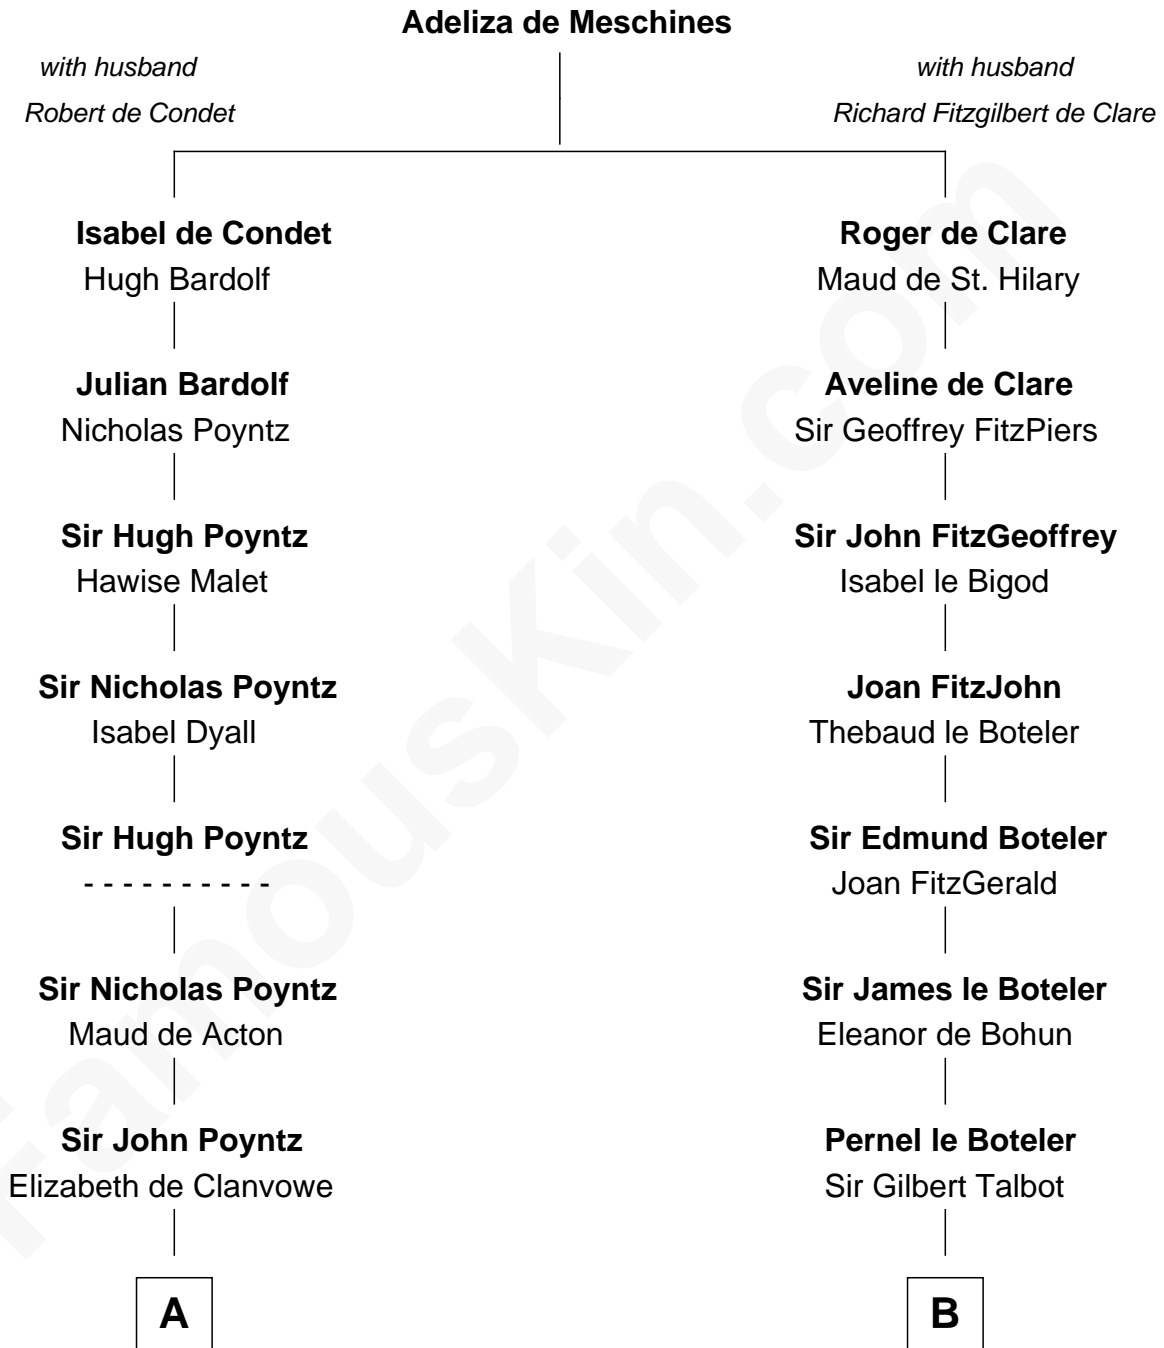 Adeliza de Meschines
with husband
Robert de Condet
with husband
Richard Fitzgilbert de Clare
Isabel de Condet
Hugh Bardolf
Roger de Clare
Maud de St. Hilary
Julian Bardolf
Nicholas Poyntz
Aveline de Clare
Sir Geoffrey FitzPiers
Sir Hugh Poyntz
Hawise Malet
Sir John FitzGeoffrey
Isabel le Bigod
Sir Nicholas Poyntz
Isabel Dyall
Joan FitzJohn
Thebaud le Boteler
Sir Hugh Poyntz
- - - - - - - - - -
Sir Edmund Boteler
Joan FitzGerald
Sir Nicholas Poyntz
Maud de Acton
Sir James le Boteler
Eleanor de Bohun
Sir John Poyntz
Elizabeth de Clanvowe
Pernel le Boteler
Sir Gilbert Talbot
A
B
FamousKin.com